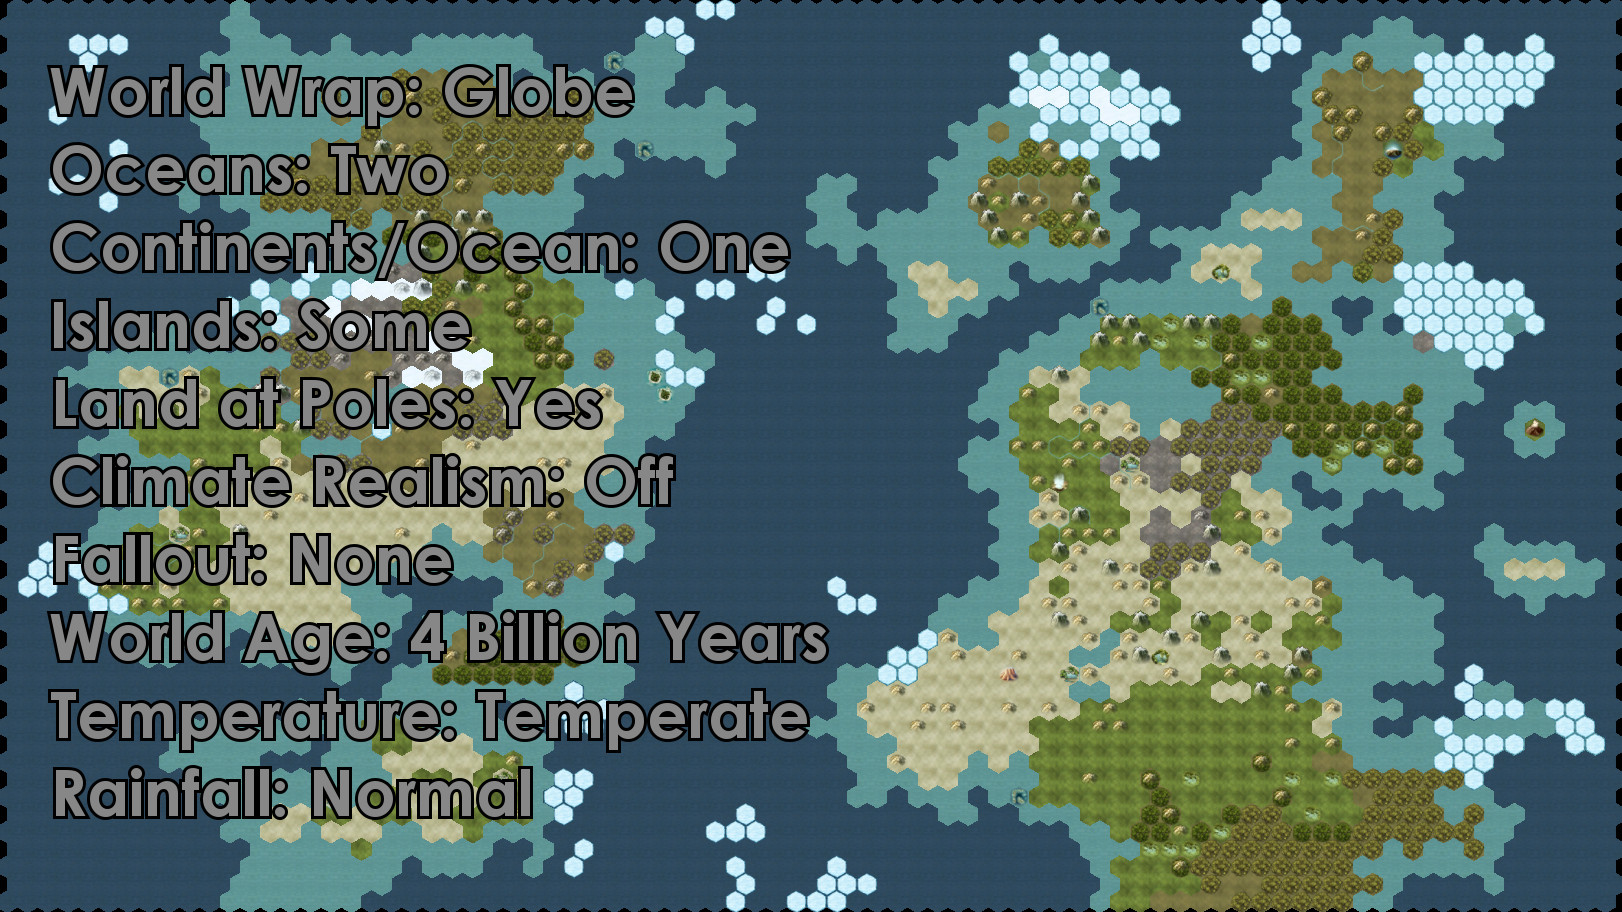 World Wrap: Globe
Oceans: Two
Continents/Ocean: One
Islands: Some
Land at Poles: Yes
Climate Realism: Off
Fallout: None
World Age: 4 Billion Years
Temperature: Temperate
Rainfall: Normal